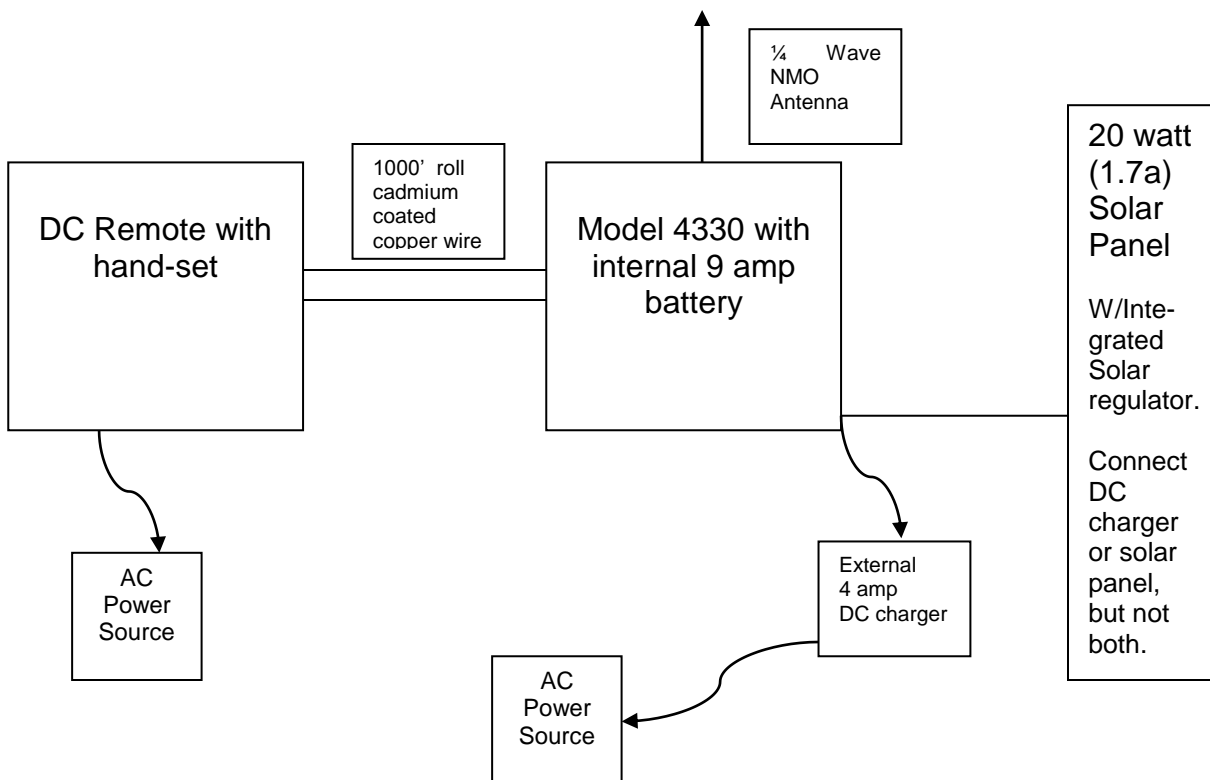 ¼ Wave
NMO
Antenna
DC Remote with
hand-set
1000' roll
cadmium
coated
copper wire
Model 4330 with
internal 9 amp
battery
20 watt
(1.7a)
Solar
Panel
W/Inte-
grated
Solar
regulator.
Connect
DC
charger
or solar
panel,
but not
both.
AC
Power
Source
External
4 amp
DC charger
AC
Power
Source